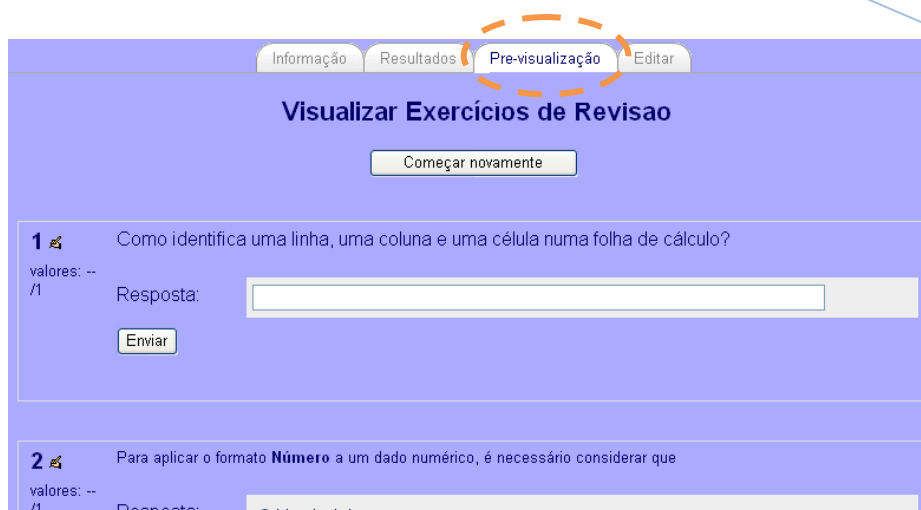 Informação Resultados Pre-visualização Editar
Visualizar Exercícios de Revisao
Começar novamente
1 Como identifica uma linha, uma coluna e uma célula numa folha de cálculo?
valores: --
/1
Resposta:
Enviar
2 Para aplicar o formato Número a um dado numérico, é necessário considerar que
valores: --
/1 Resposta: